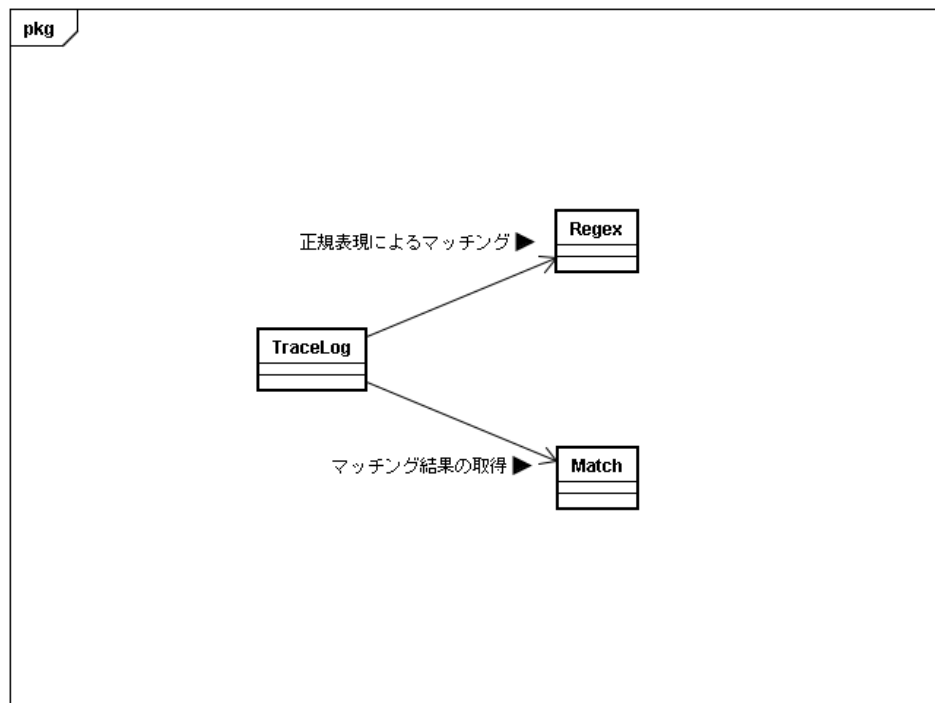 pkg
正規表現によるマッチング ▶
Regex
TraceLog
マッチング結果の取得 ▶
Match